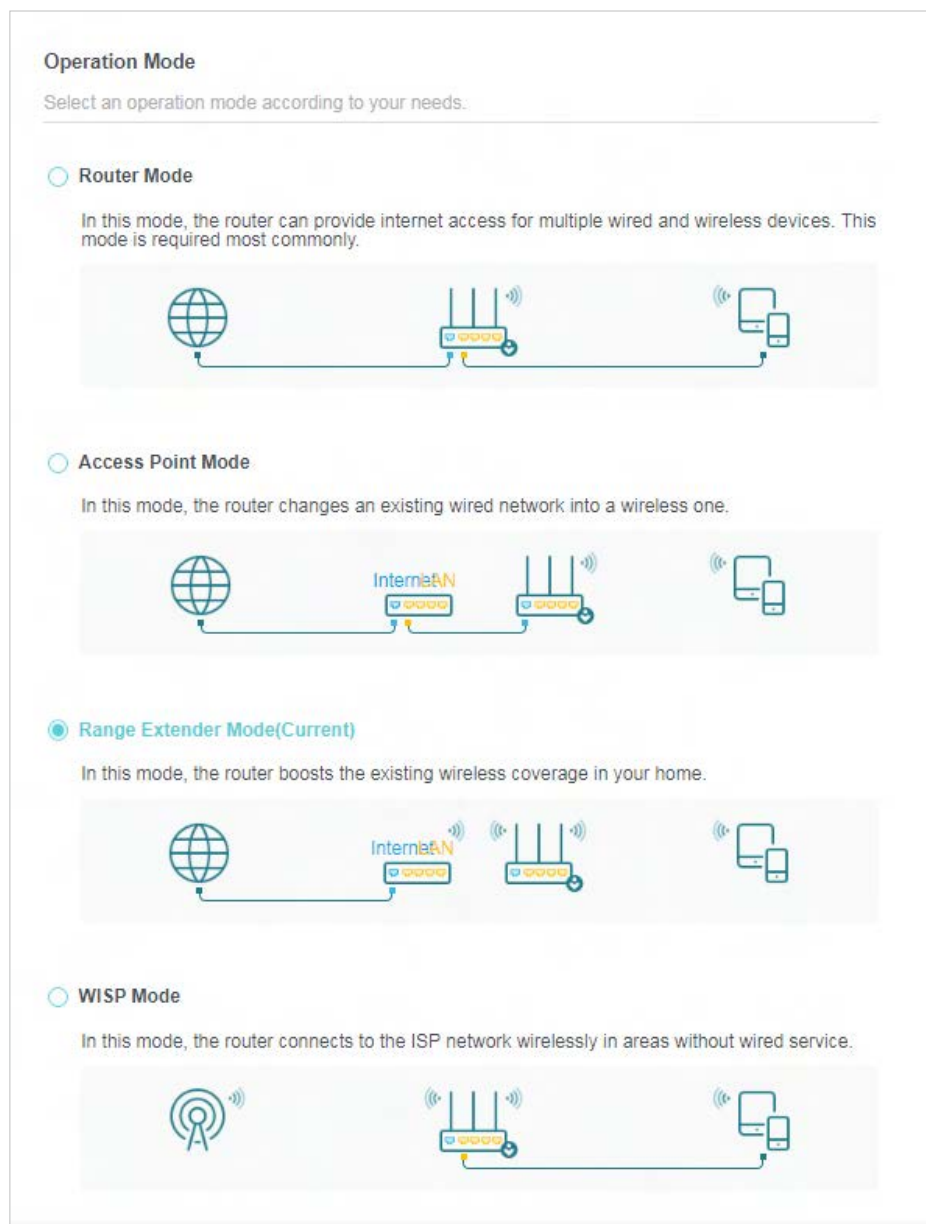 Operation Mode
Select an operation mode according to your needs.
Router Mode
In this mode, the router can provide internet access for multiple wired and wireless devices. This
mode is required most commonly.
Access Point Mode
In this mode, the router changes an existing wired network into a wireless one.
Internet LAN
Range Extender Mode(Current)
In this mode, the router boosts the existing wireless coverage in your home.
Internet LAN
WISP Mode
In this mode, the router connects to the ISP network wirelessly in areas without wired service.